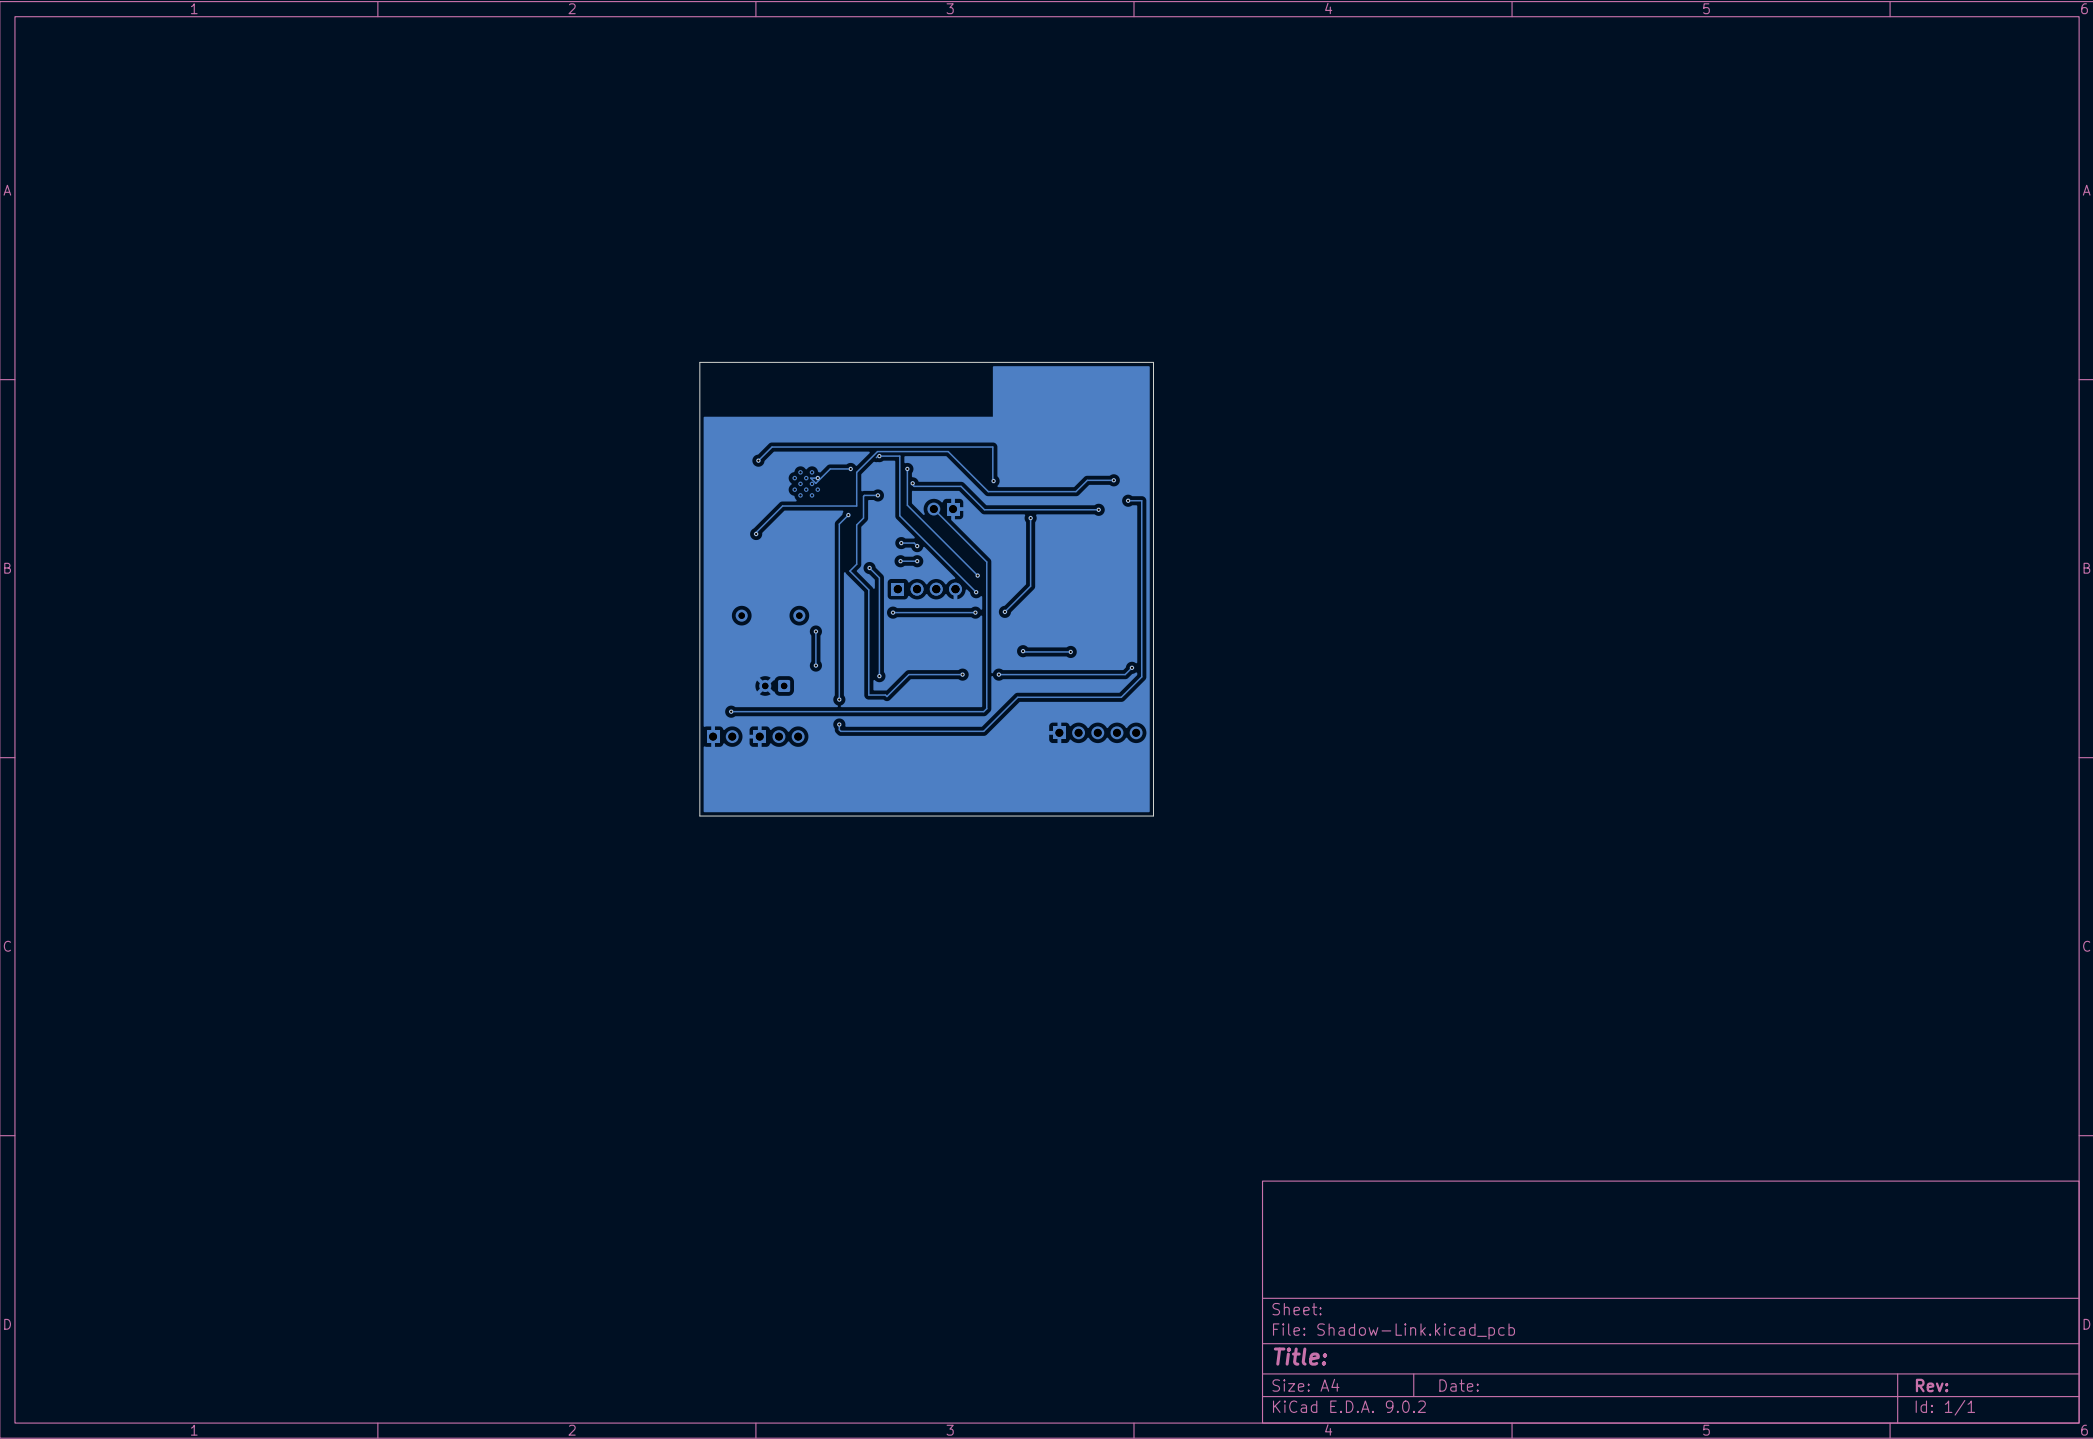 1 2 3 4 5 6
A A
B B
C C
D D
Sheet:
File: Shadow-Link.kicad_pcb
Title:
Size: A4 Date: Rev:
KiCad E.D.A. 9.0.2 Id: 1/1
1 2 3 4 5 6